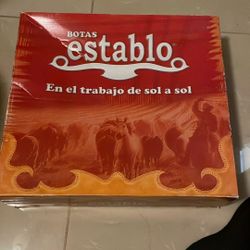 BOTAS
establo
En el trabajo de sol a sol